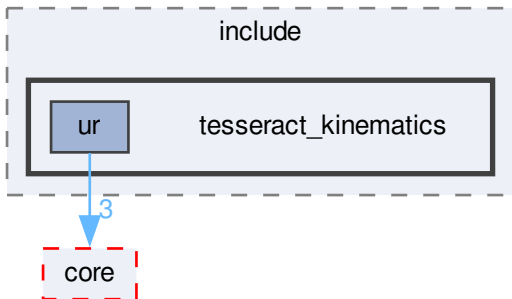 include
ur
tesseract_kinematics
3
core